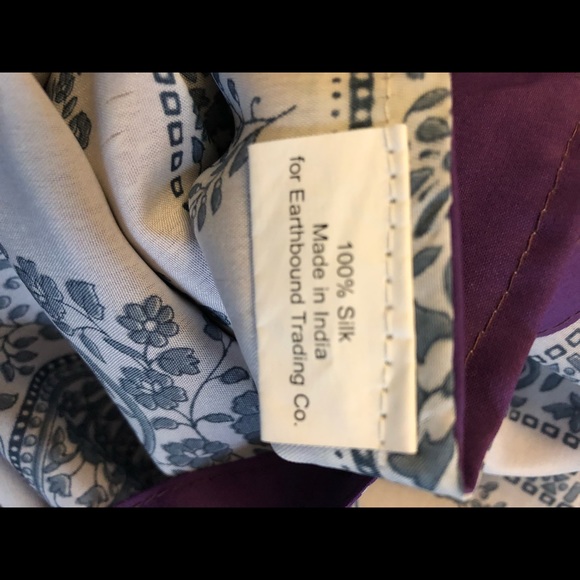 100% Silk
Made in India
for Earthbound Trading Co.